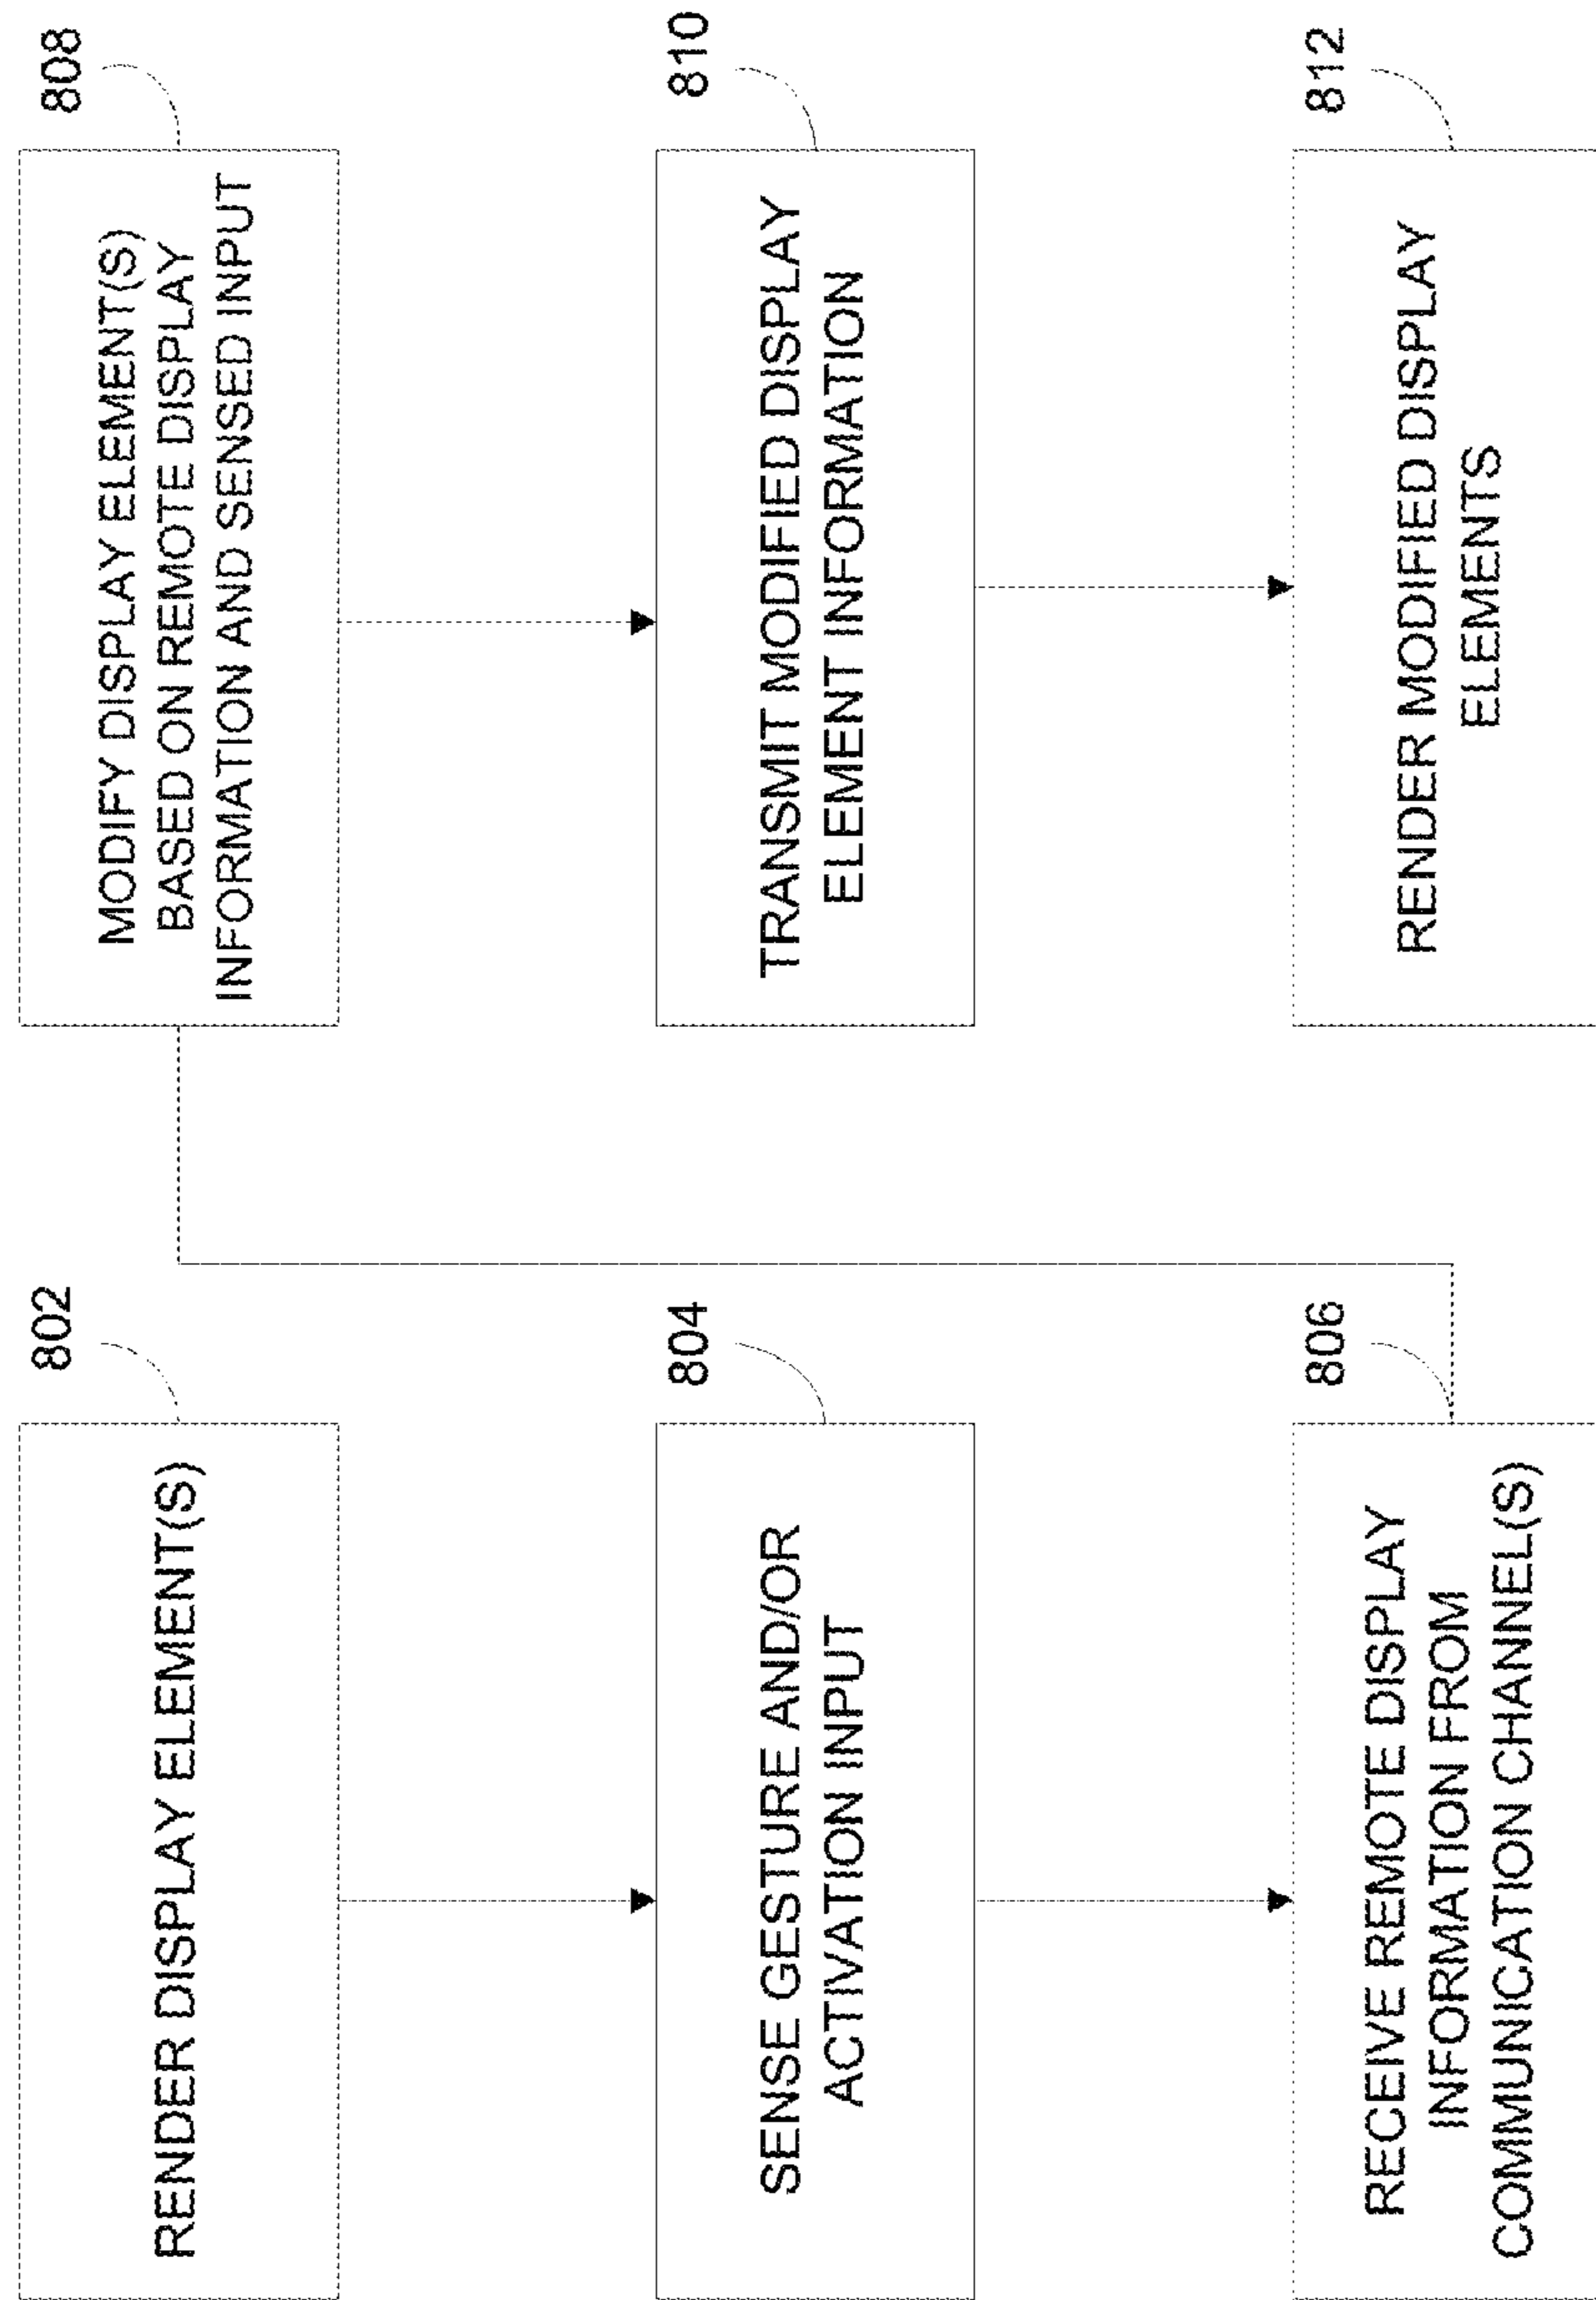 802
RENDER DISPLAY ELEMENT(S)
804
SENSE GESTURE AND/OR
ACTIVATION INPUT
806
RECEIVE REMOTE DISPLAY
INFORMATION FROM
COMMUNICATION CHANNEL(S)
808
MODIFY DISPLAY ELEMENT(S)
BASED ON REMOTE DISPLAY
INFORMATION AND SENSED INPUT
810
TRANSMIT MODIFIED DISPLAY
ELEMENT INFORMATION
812
RENDER MODIFIED DISPLAY
ELEMENTS